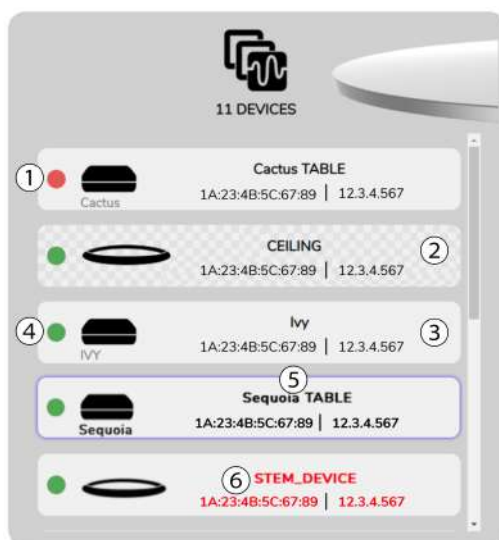 11 DEVICES
1
Cactus TABLE
Cactus
1A:23:4B:5C:67:89 | 12.3.4.567
CEILING
2
1A:23:4B:5C:67:89 | 12.3.4.567
4
Ivy
3
IVY
1A:23:4B:5C:67:89 | 12.3.4.567
5
Sequoia TABLE
Sequoia
1A:23:4B:5C:67:89 | 12.3.4.567
6
STEM_DEVICE
1A:23:4B:5C:67:89 | 12.3.4.567